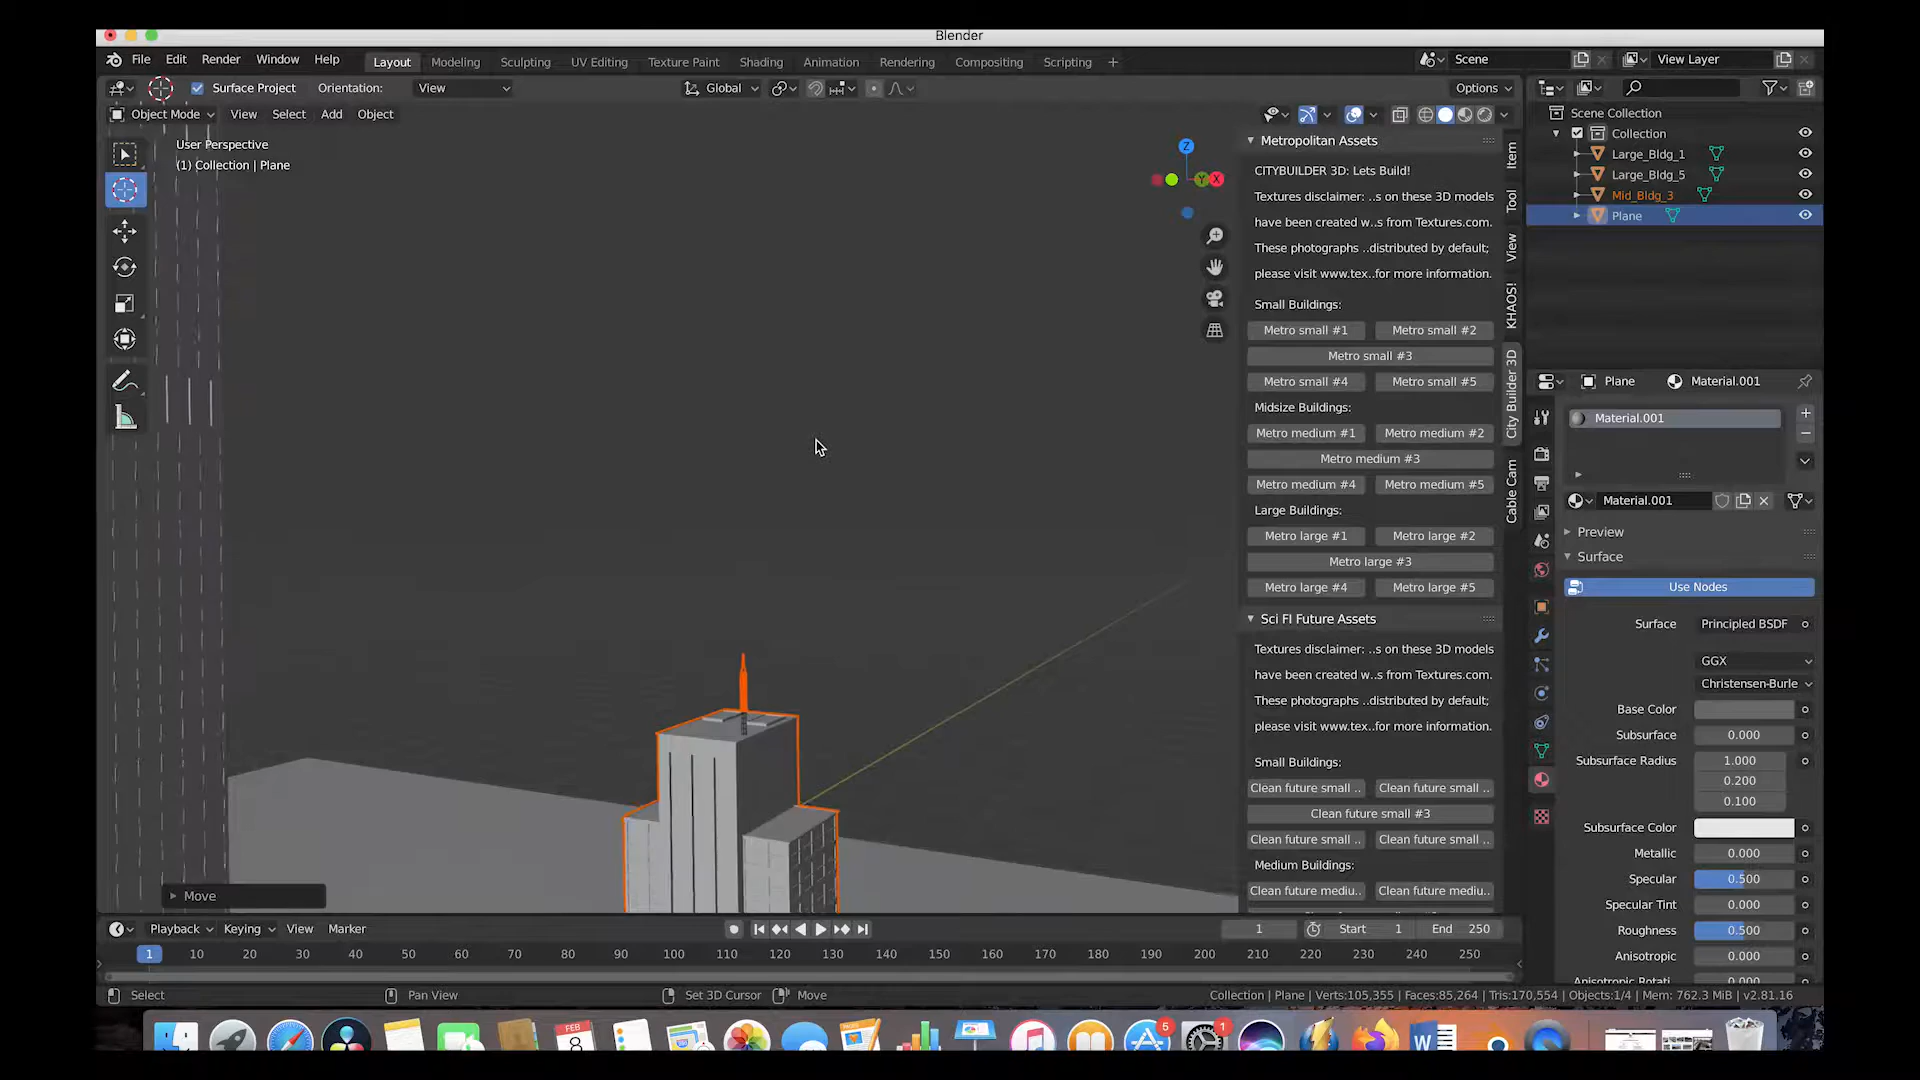 Blender
File Edit Render Window Help Layout Modeling Sculpting UV Editing Texture Paint Shading Animation Rendering Compositing Scripting + Scene View Layer
Surface Project Orientation: View Global Options
Object Mode View Select Add Object
User Perspective
(1) Collection | Plane
Z
Y X
Metropolitan Assets
CITYBUILDER 3D: Lets Build!
Textures disclaimer: ..s on these 3D models
have been created w..s from Textures.com.
These photographs ..distributed by default;
please visit www.tex..for more information.
Small Buildings:
Metro small #1 Metro small #2
Metro small #3
Metro small #4 Metro small #5
Midsize Buildings:
Metro medium #1 Metro medium #2
Metro medium #3
Metro medium #4 Metro medium #5
Large Buildings:
Metro large #1 Metro large #2
Metro large #3
Metro large #4 Metro large #5
Sci FI Future Assets
Textures disclaimer: ..s on these 3D models
have been created w..s from Textures.com.
These photographs ..distributed by default;
please visit www.tex..for more information.
Small Buildings:
Clean future small .. Clean future small ..
Clean future small #3
Clean future small .. Clean future small ..
Medium Buildings:
Clean future mediu.. Clean future mediu..
Item
Tool
View
KHAOS!
City Builder 3D
Cable Cam
Scene Collection
Collection
Large_Bldg_1
Large_Bldg_5
Mid_Bldg_3
Plane
Plane Material.001
Material.001
Material.001
Preview
Surface
Use Nodes
Surface Principled BSDF
GGX
Christensen-Burle
Base Color
Subsurface 0.000
Subsurface Radius 1.000
0.200
0.100
Subsurface Color
Metallic 0.000
Specular 0.500
Specular Tint 0.000
Roughness 0.500
Anisotropic 0.000
Anisotropic Rotati 0.000
Move
Playback Keying View Marker 1 Start 1 End 250
1 10 20 30 40 50 60 70 80 90 100 110 120 130 140 150 160 170 180 190 200 210 220 230 240 250
Select Pan View Set 3D Cursor Move Collection | Plane | Verts:105,355 | Faces:85,264 | Tris:170,554 | Objects:1/4 | Mem: 762.3 MiB | v2.81.16
FEB
8
5
1
W